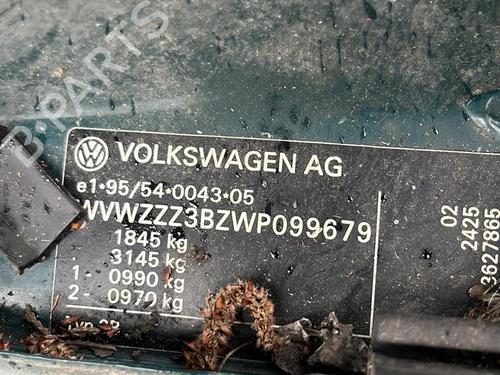 B PARTS
VOLKSWAGEN AG
e1*95/54*0043*05
WVWZZZ3BZWP099679
1845 kg
3145 kg
1 0990 kg
2- 0970 kg
02
2425
3627865